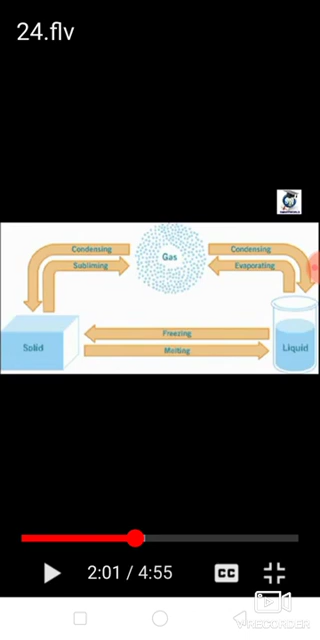 24.flv
Condensing
Subliming
Gas
Condensing
Evaporating
Freezing
Melting
Solid
Liquid
2:01 / 4:55
CC
RECORDER